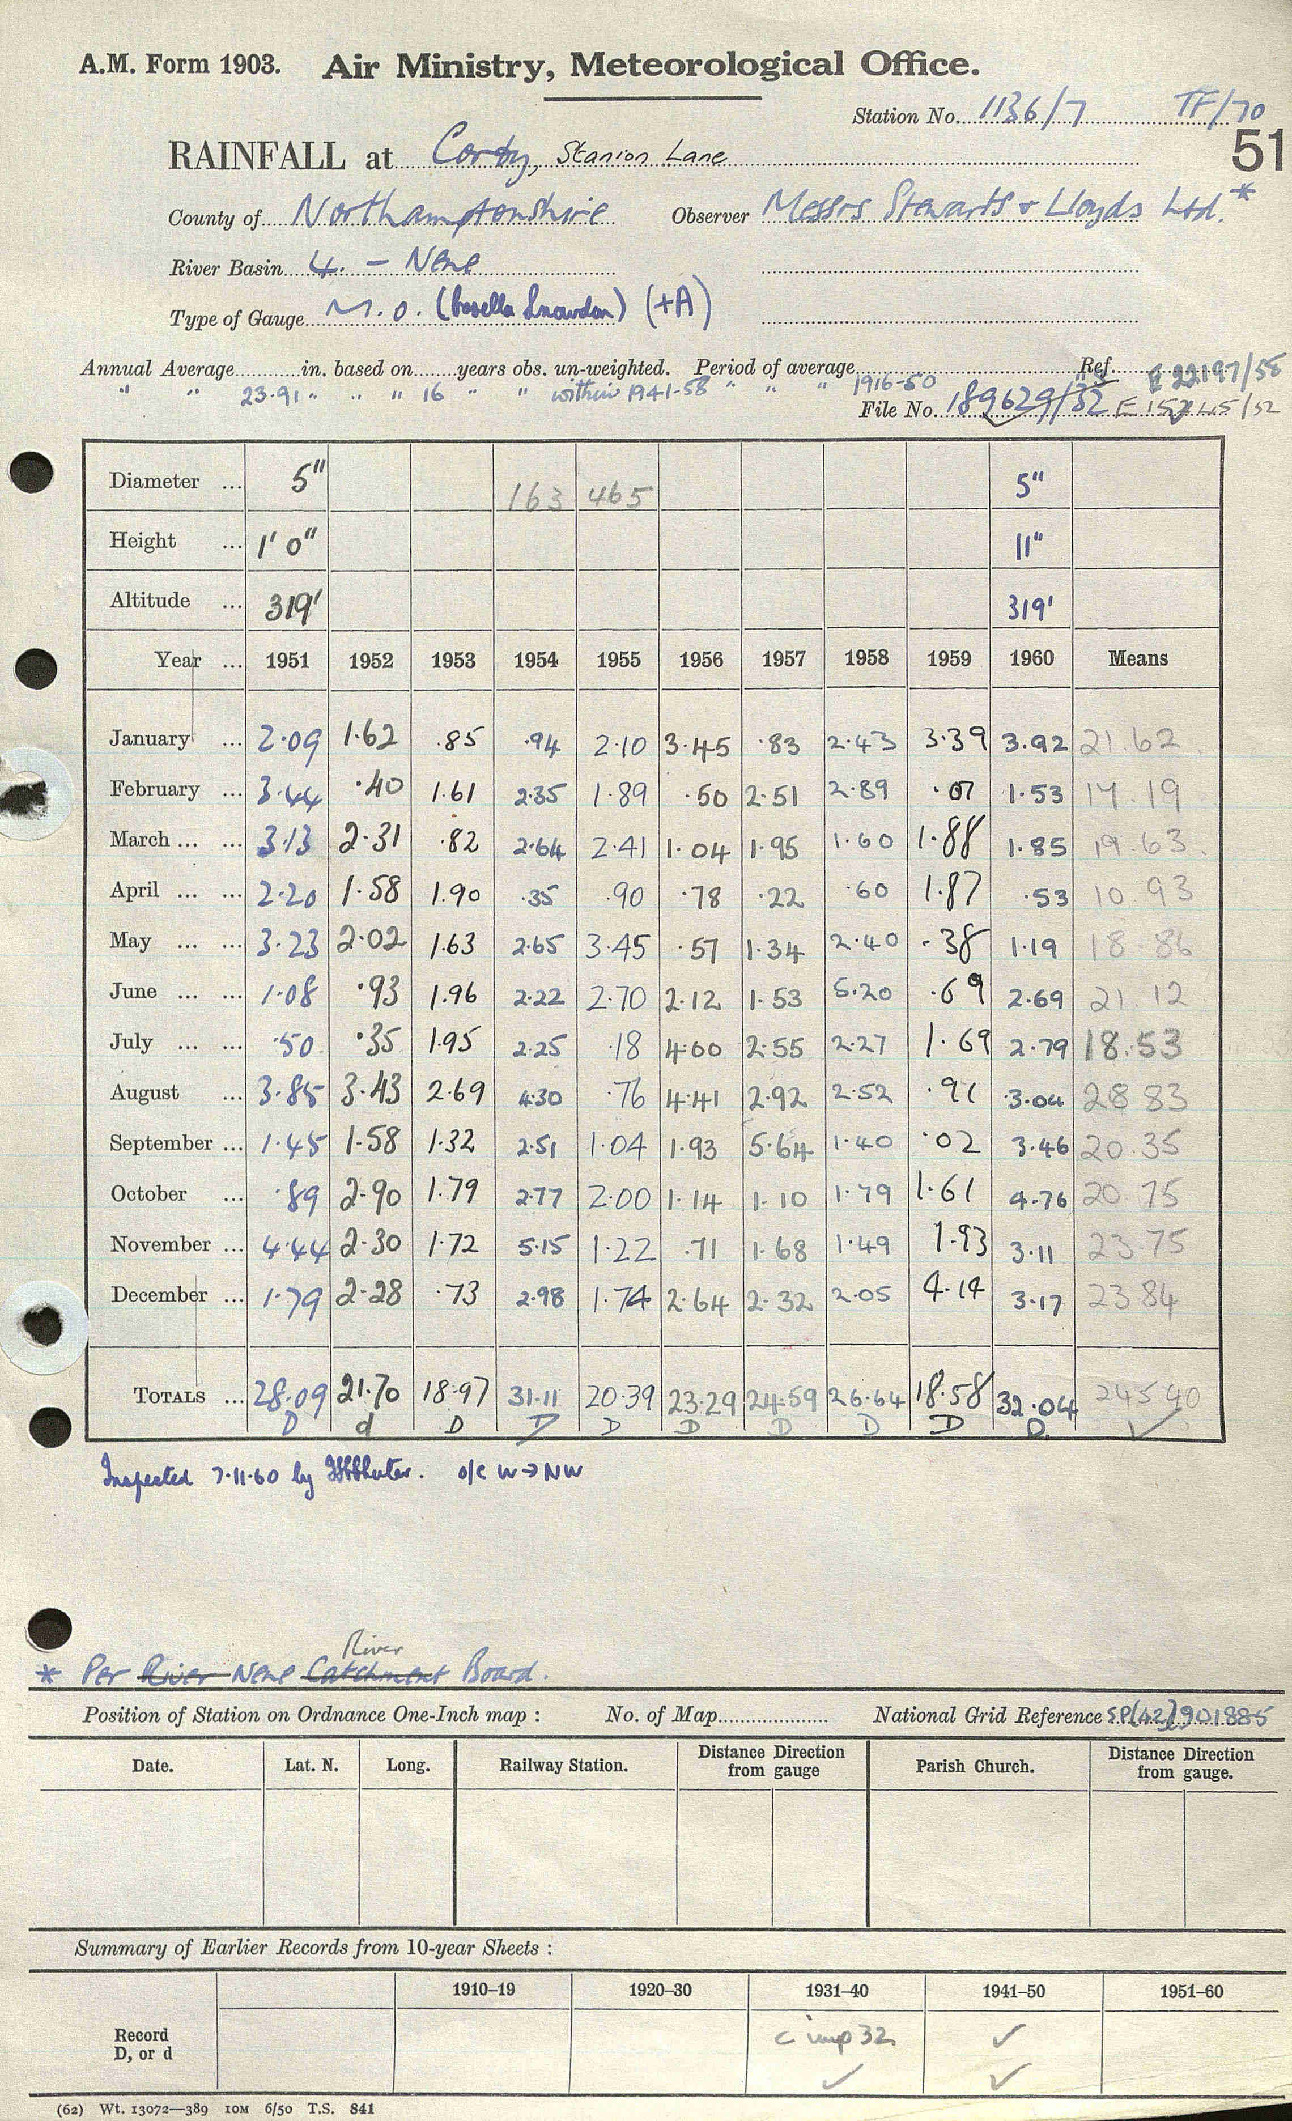 A.M. Form 1903. Air Ministry, Meteorological Office.
Station No. 1136/7 TF/70
51
RAINFALL at Corby, Stanion Lane
County of Northamptonshire Observer Messrs Stewarts & Lloyds Ltd.*
River Basin 4. - Nene
Type of Gauge M.O. (Casella Snowdon) (+A)
Annual Average in. based on years obs. un-weighted. Period of average Ref. E 22197/58
" " 23.91 " " " 16 " " within 1941-58 " " " 1916-50
File No. 189629/32 E 15245/52
Diameter ... 5" 163 465 5"
Height ... 1' 0" 11"
Altitude ... 319' 319'
Year ... 1951 1952 1953 1954 1955 1956 1957 1958 1959 1960 Means
January ... 2.09 1.62 .85 .94 2.10 3.45 .83 2.43 3.39 3.92 21.62
February ... 3.44 .40 1.61 2.35 1.89 .50 2.51 2.89 .07 1.53 17.19
March ... ... 3.13 2.31 .82 2.64 2.41 1.04 1.95 1.60 1.88 1.85 19.63
April ... ... 2.20 1.58 1.90 .35 .90 .78 .22 .60 1.87 .53 10.93
May ... ... 3.23 2.02 1.63 2.65 3.45 .57 1.34 2.40 .38 1.19 18 86
June ... ... 1.08 .93 1.96 2.22 2.70 2.12 1.53 5.20 .69 2.69 21.12
July ... ... .50 .35 1.95 2.25 .18 4.00 2.55 2.27 1.69 2.79 18.53
August ... 3.85 3.43 2.69 4.30 .76 4.41 2.92 2.52 .91 3.04 28 83
September ... 1.45 1.58 1.32 2.51 1.04 1.93 5.64 1.40 .02 3.46 20.35
October ... .89 2.90 1.79 2.77 2.00 1.14 1.10 1.79 1.61 4.76 20.75
November ... 4.44 2.30 1.72 5.15 1.22 .71 1.68 1.49 1.93 3.11 23.75
December ... 1.79 2.28 .73 2.98 1.74 2.64 2.32 2.05 4.14 3.17 23 84
TOTALS ... 28.09 21.70 18.97 31.11 20.39 23.29 24.59 26.64 18.58 32.04 245.40
D d D D D D D D D D
Inspected 7.11.60 by o/c W→NW
River
* Per River Nene Catchment Board.
Position of Station on Ordnance One-Inch map : No. of Map National Grid Reference SP(42)901885
Date. Lat. N. Long. Railway Station. Distance from gauge Direction Parish Church. Distance from gauge. Direction
Summary of Earlier Records from 10-year Sheets :
1910–19 1920–30 1931–40 1941–50 1951–60
Record D, or d c imp 32 ✓
✓ ✓
(62) Wt. 13072—389 10M 6/50 T.S. 841